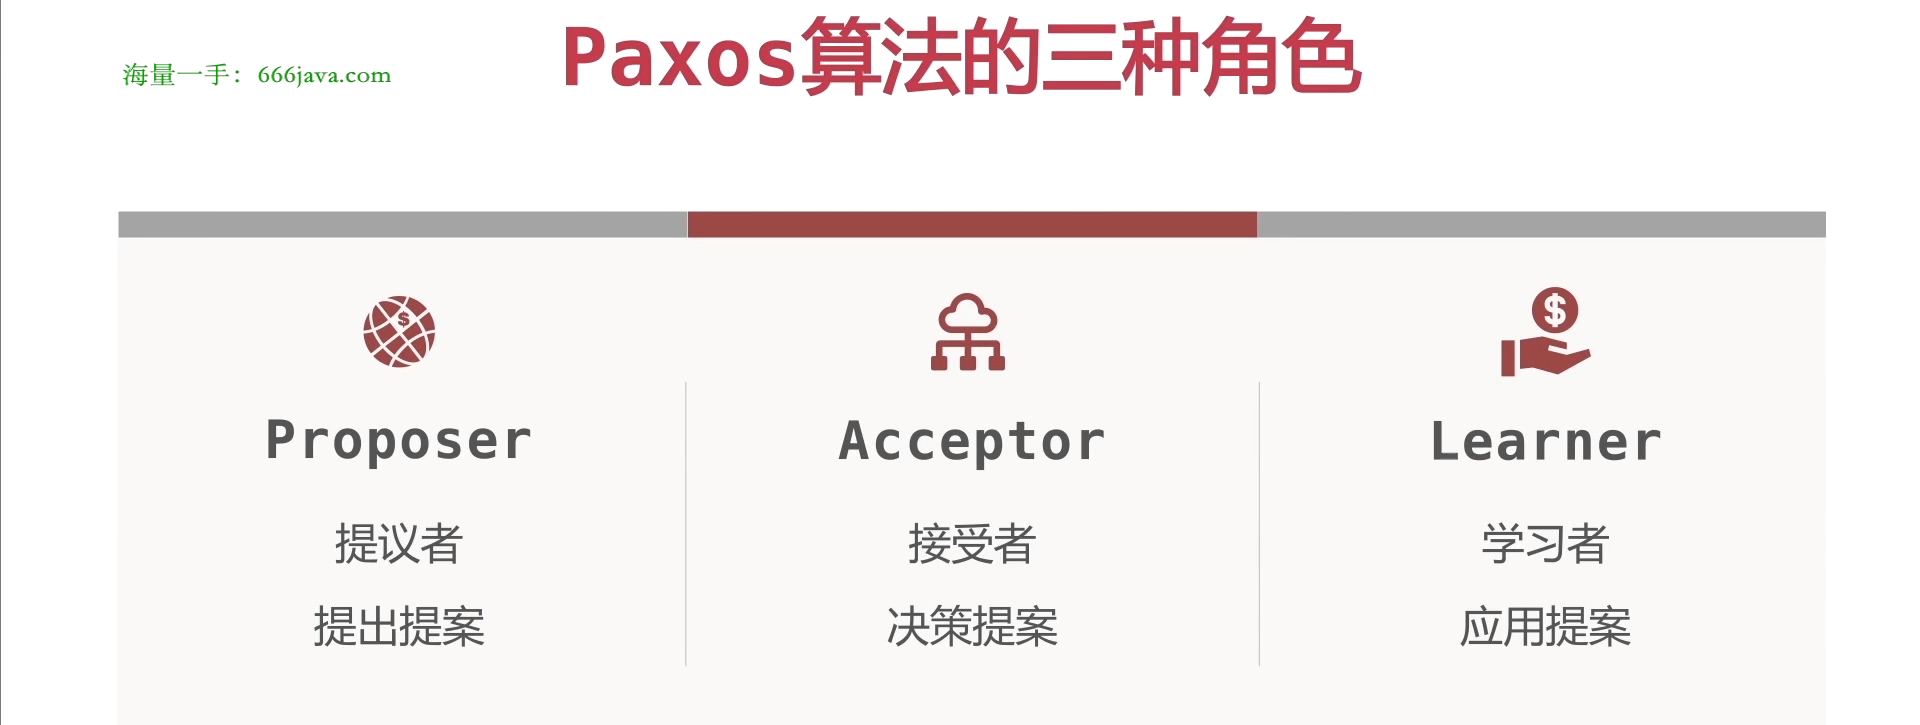 Paxos算法的三种角色
海量一手：666java.com
$
$
Proposer
Acceptor
Learner
提议者
接受者
学习者
提出提案
决策提案
应用提案